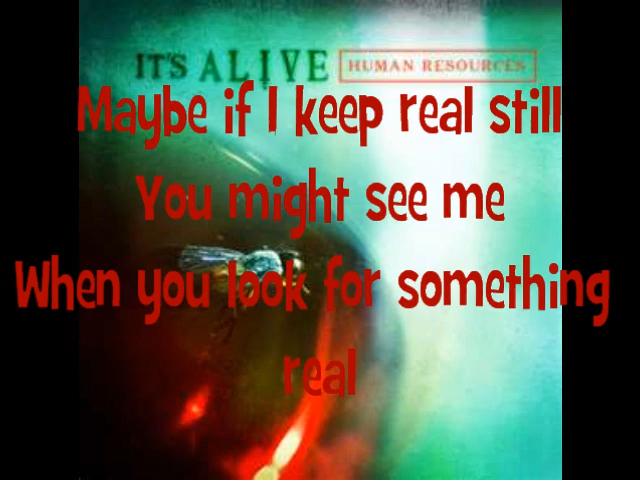 IT'S ALIVE HUMAN RESOURCES
Maybe if I keep real still
You might see me
When you look for something
real